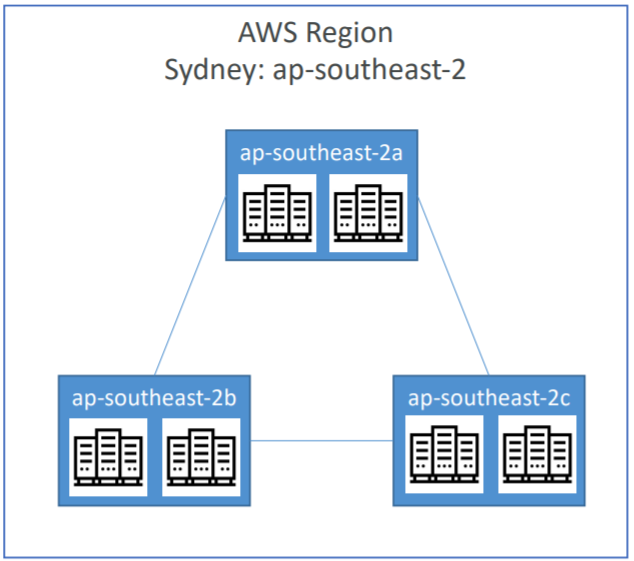 AWS Region
Sydney: ap-southeast-2
ap-southeast-2a
ap-southeast-2b
ap-southeast-2c